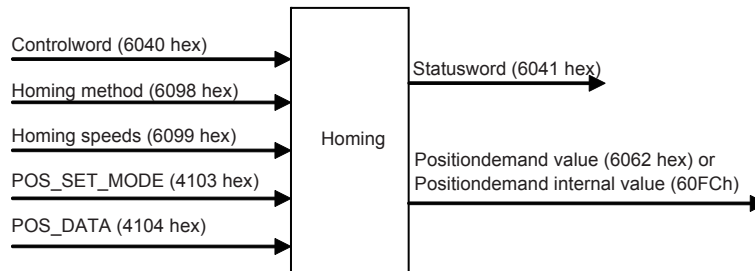 Controlword (6040 hex)
Homing method (6098 hex)
Homing speeds (6099 hex)
POS_SET_MODE (4103 hex)
POS_DATA (4104 hex)
Homing
Statusword (6041 hex)
Positiondemand value (6062 hex) or
Positiondemand internal value (60FCh)